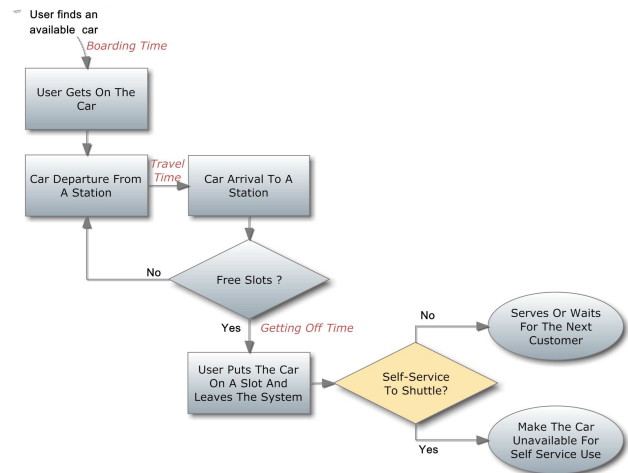 User finds an
available car
Boarding Time
User Gets On The
Car
Car Departure From
A Station
Travel
Time
Car Arrival To A
Station
No
Free Slots ?
Yes
Getting Off Time
User Puts The Car
On A Slot And
Leaves The System
Self-Service
To Shuttle?
No
Serves Or Waits
For The Next
Customer
Yes
Make The Car
Unavailable For
Self Service Use